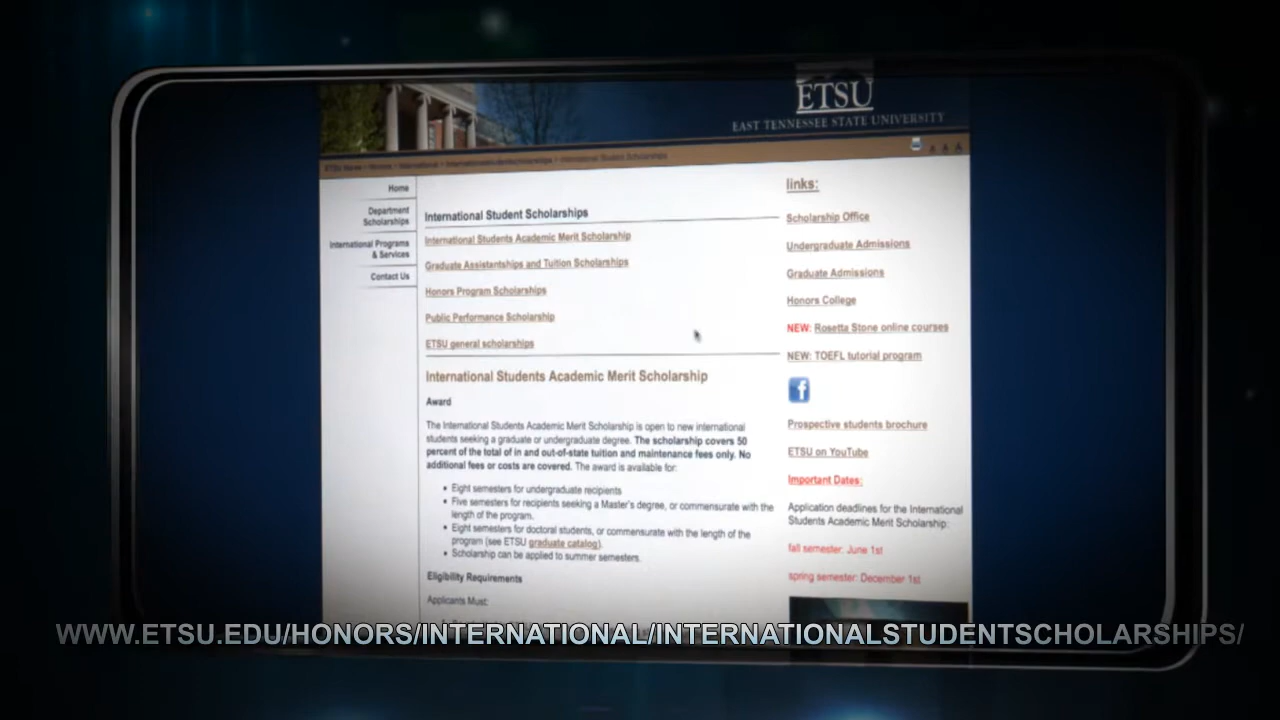 ETSU
EAST TENNESSEE STATE UNIVERSITY
A A A
Home
Department
Scholarships
International Programs
& Services
Contact Us
International Student Scholarships
International Students Academic Merit Scholarship
Graduate Assistantships and Tuition Scholarships
Honors Program Scholarships
Public Performance Scholarship
ETSU general scholarships
International Students Academic Merit Scholarship
Award
The International Students Academic Merit Scholarship is open to new international
students seeking a graduate or undergraduate degree. The scholarship covers 50
percent of the total of in and out-of-state tuition and maintenance fees only. No
additional fees or costs are covered. The award is available for:
• Eight semesters for undergraduate recipients
• Five semesters for recipients seeking a Master's degree, or commensurate with the
length of the program.
• Eight semesters for doctoral students, or commensurate with the length of the
program (see ETSU graduate catalog).
• Scholarship can be applied to summer semesters.
Eligibility Requirements
Applicants Must:
links:
Scholarship Office
Undergraduate Admissions
Graduate Admissions
Honors College
NEW: Rosetta Stone online courses
NEW: TOEFL tutorial program
f
Prospective students brochure
ETSU on YouTube
Important Dates:
Application deadlines for the International
Students Academic Merit Scholarship:
fall semester: June 1st
spring semester: December 1st
WWW.ETSU.EDU/HONORS/INTERNATIONAL/INTERNATIONALSTUDENTSCHOLARSHIPS/